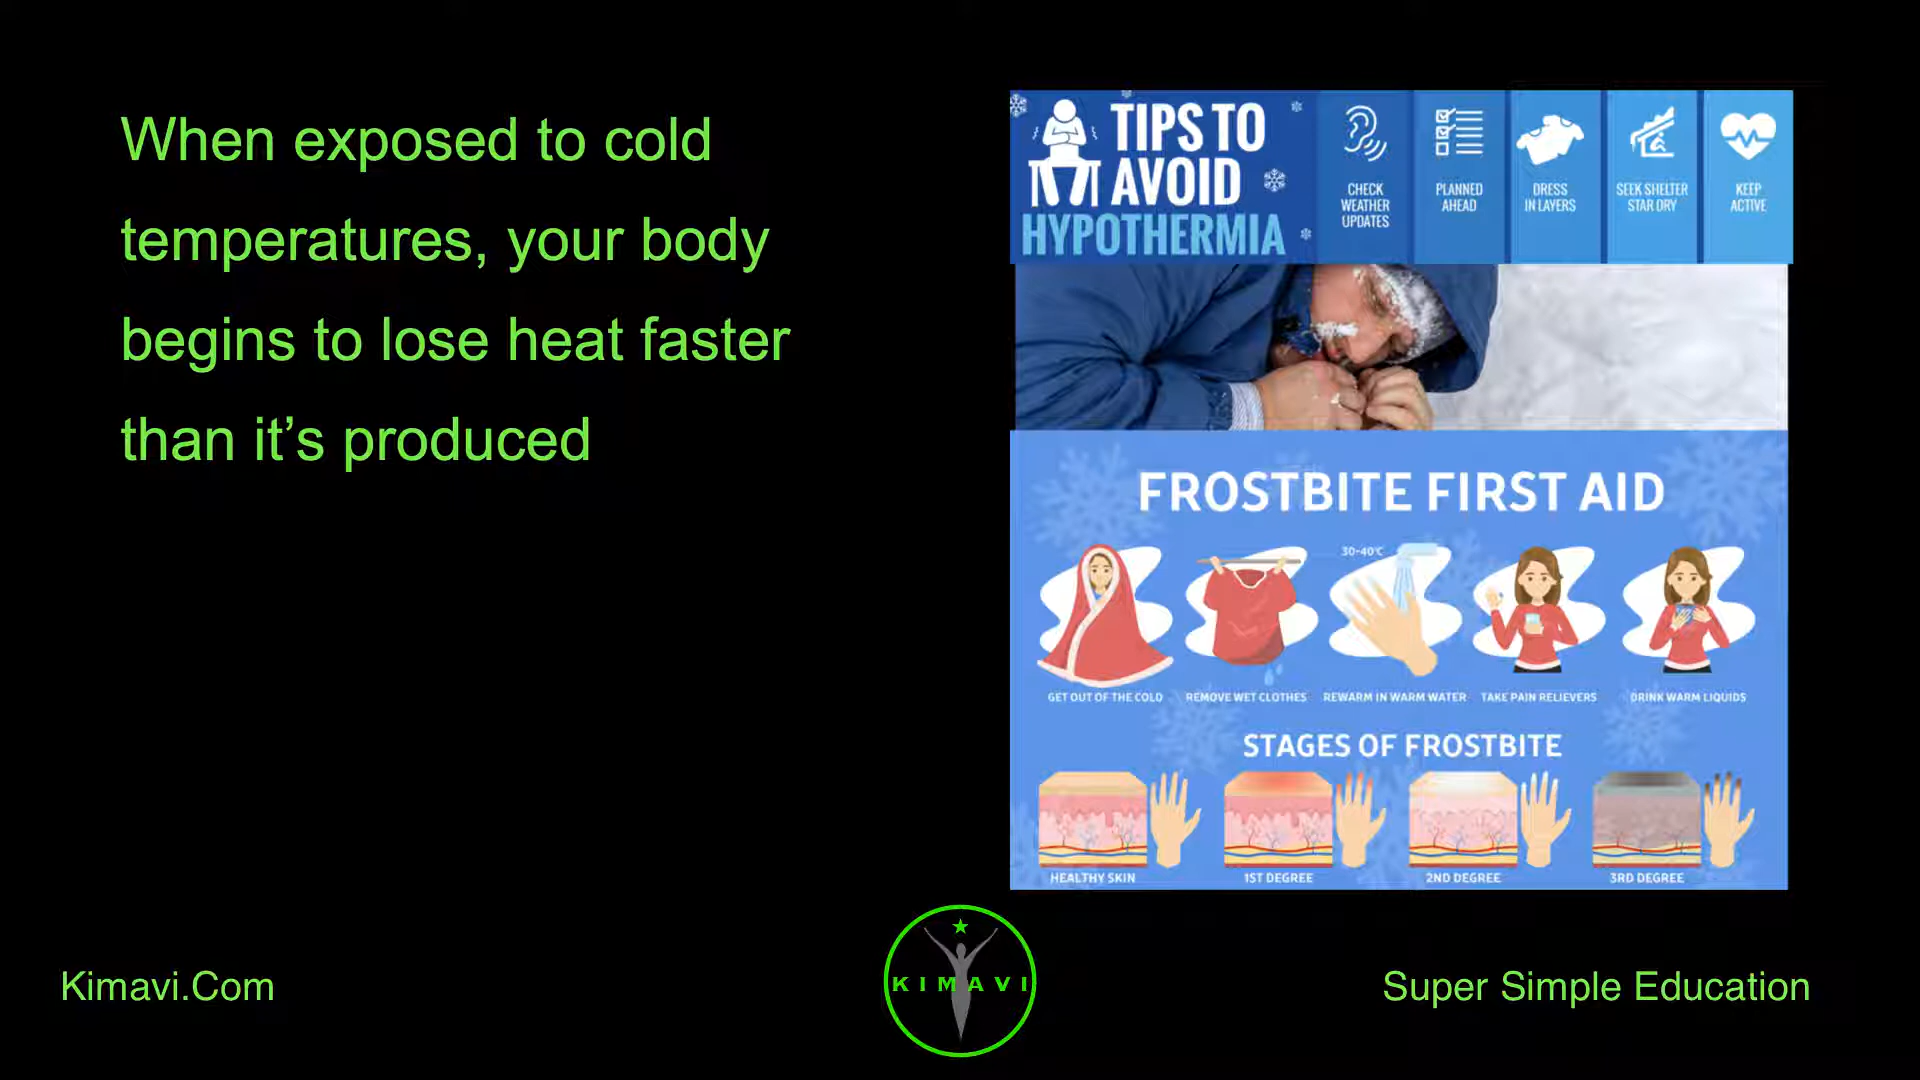 When exposed to cold
temperatures, your body
begins to lose heat faster
than it’s produced
TIPS TO
AVOID
HYPOTHERMIA
CHECK
WEATHER
UPDATES
PLANNED
AHEAD
DRESS
IN LAYERS
SEEK SHELTER
STAR DRY
KEEP
ACTIVE
FROSTBITE FIRST AID
30-40°C
GET OUT OF THE COLD
REMOVE WET CLOTHES
REWARM IN WARM WATER
TAKE PAIN RELIEVERS
DRINK WARM LIQUIDS
STAGES OF FROSTBITE
HEALTHY SKIN
1ST DEGREE
2ND DEGREE
3RD DEGREE
Kimavi.Com
KIMAVI
Super Simple Education